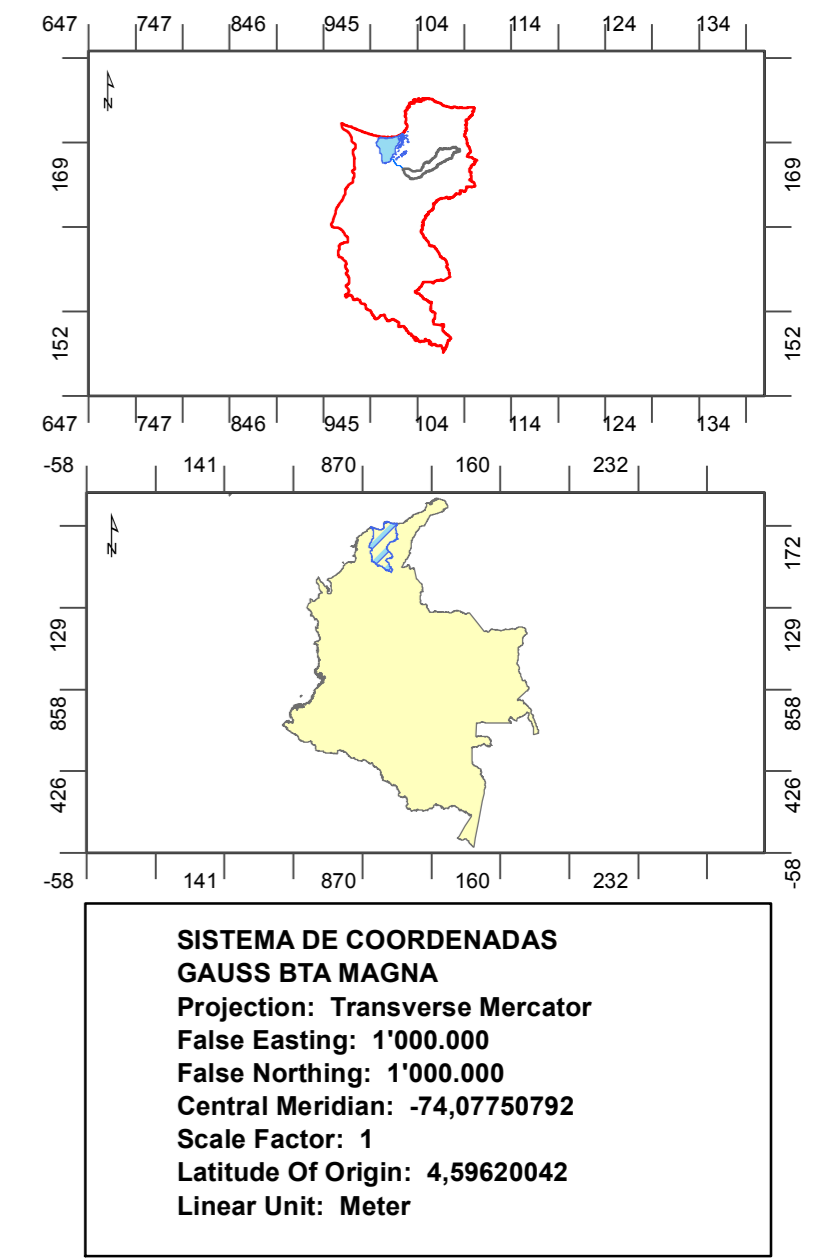 647 747 846 945 104 114 124 134
N
169 169
152 152
647 747 846 945 104 114 124 134
-58 141 870 160 232
N
172
129 129
858 858
426 426
-58
-58 141 870 160 232
SISTEMA DE COORDENADAS
GAUSS BTA MAGNA
Projection: Transverse Mercator
False Easting: 1'000.000
False Northing: 1'000.000
Central Meridian: -74,07750792
Scale Factor: 1
Latitude Of Origin: 4,59620042
Linear Unit: Meter